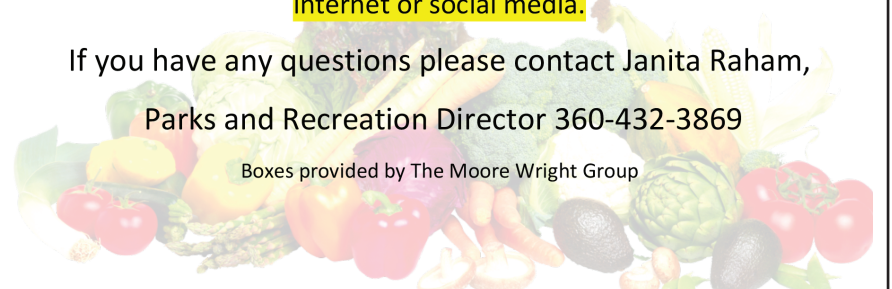 internet or social media.
If you have any questions please contact Janita Raham,
Parks and Recreation Director 360-432-3869
Boxes provided by The Moore Wright Group